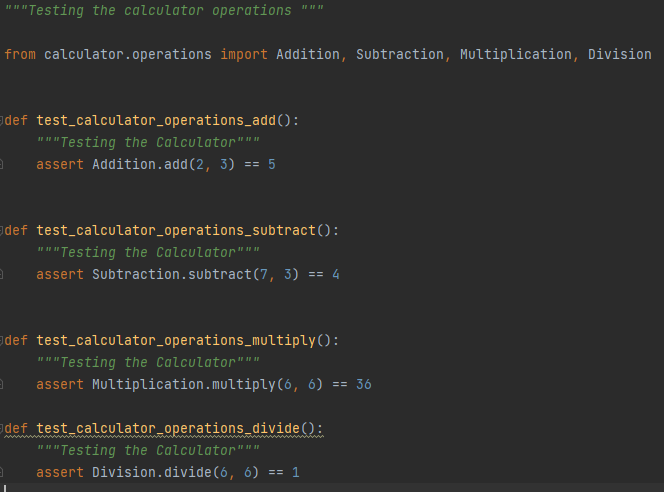 """Testing the calculator operations """
from calculator.operations import Addition, Subtraction, Multiplication, Division
def test_calculator_operations_add():
"""Testing the Calculator"""
assert Addition.add(2, 3) == 5
def test_calculator_operations_subtract():
"""Testing the Calculator"""
assert Subtraction.subtract(7, 3) == 4
def test_calculator_operations_multiply():
"""Testing the Calculator"""
assert Multiplication.multiply(6, 6) == 36
def test_calculator_operations_divide():
"""Testing the Calculator"""
assert Division.divide(6, 6) == 1